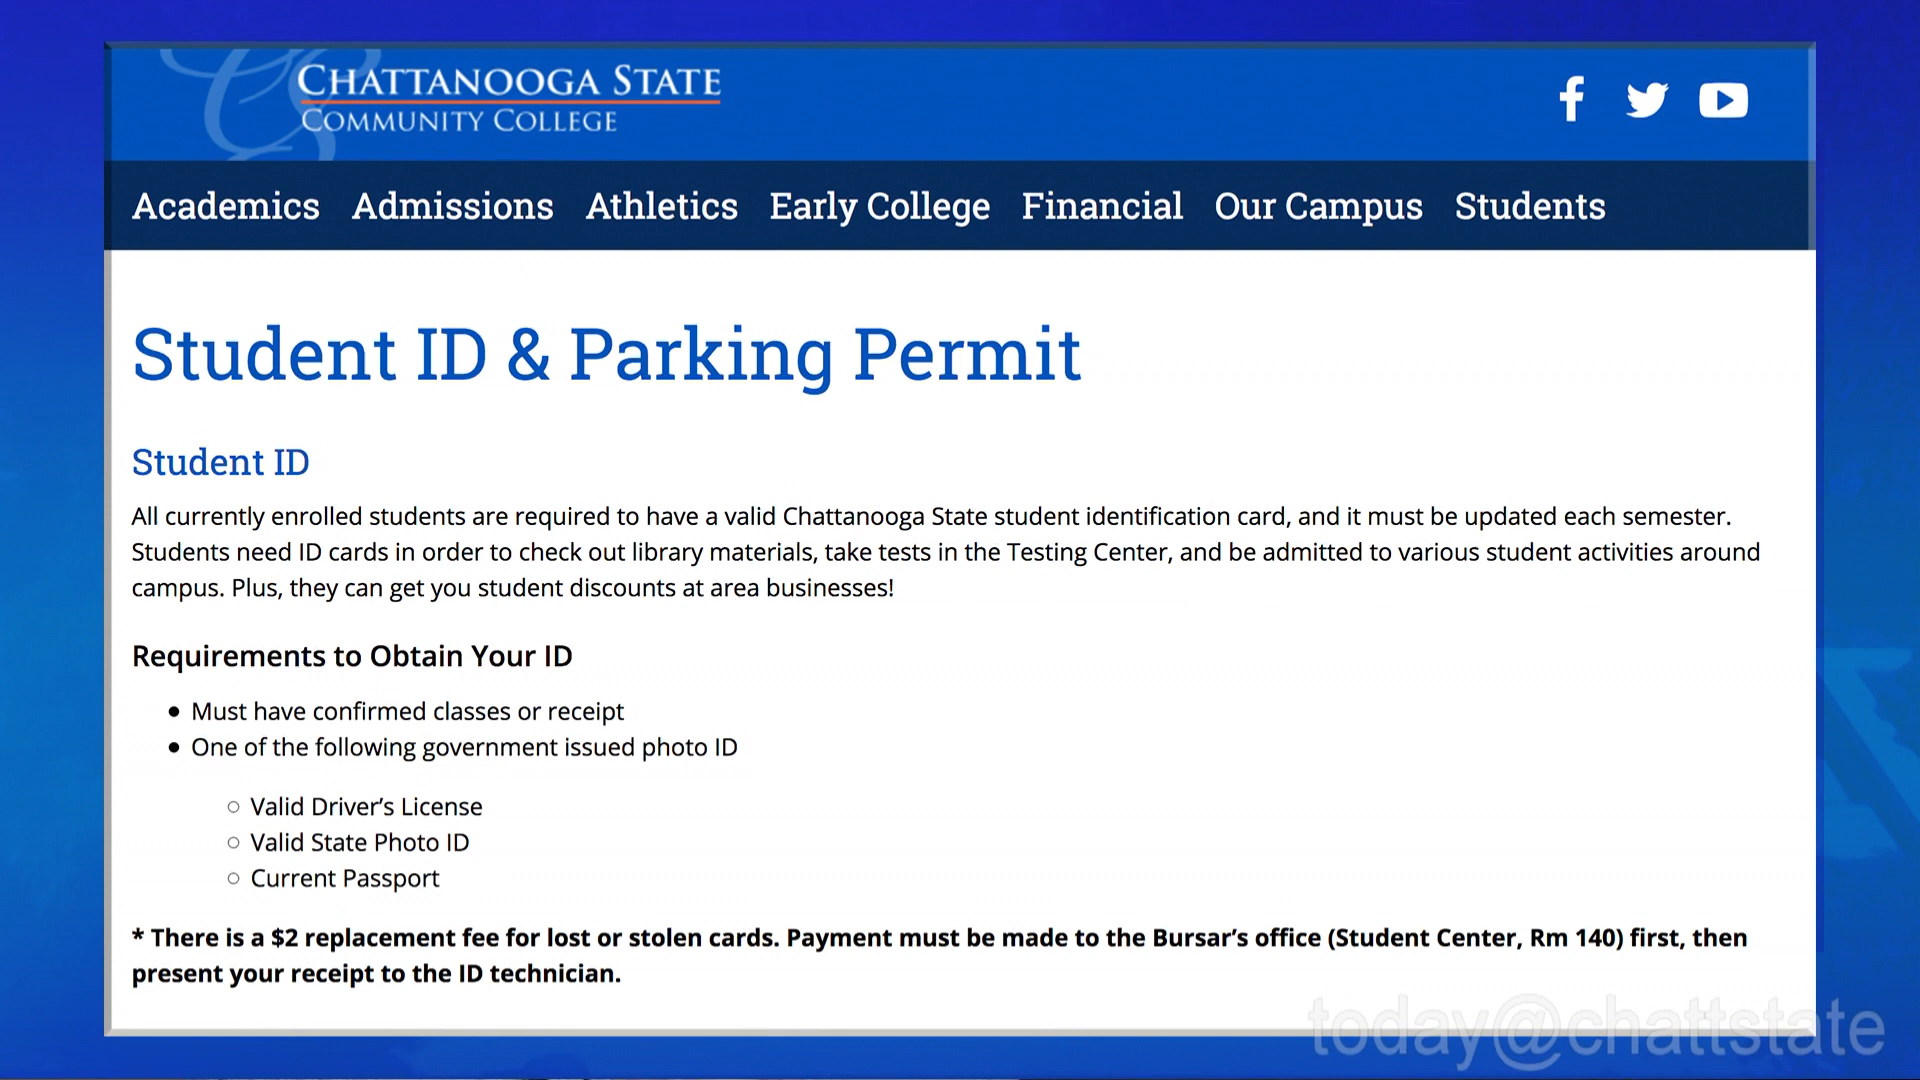 CHATTANOOGA STATE
COMMUNITY COLLEGE
Academics Admissions Athletics Early College Financial Our Campus Students
Student ID & Parking Permit
Student ID
All currently enrolled students are required to have a valid Chattanooga State student identification card, and it must be updated each semester.
Students need ID cards in order to check out library materials, take tests in the Testing Center, and be admitted to various student activities around
campus. Plus, they can get you student discounts at area businesses!
Requirements to Obtain Your ID
• Must have confirmed classes or receipt
• One of the following government issued photo ID
○ Valid Driver’s License
○ Valid State Photo ID
○ Current Passport
* There is a $2 replacement fee for lost or stolen cards. Payment must be made to the Bursar’s office (Student Center, Rm 140) first, then
present your receipt to the ID technician.
today@chattstate